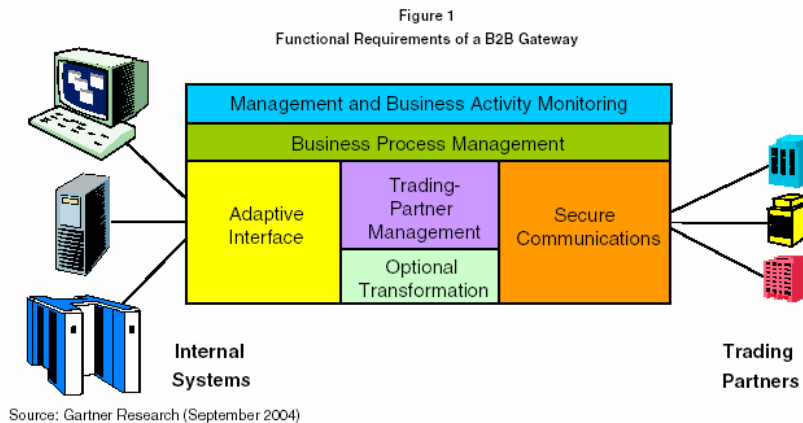 Figure 1
Functional Requirements of a B2B Gateway
Management and Business Activity Monitoring
Business Process Management
Adaptive
Interface
Trading-
Partner
Management
Optional
Transformation
Secure
Communications
Internal
Systems
Trading
Partners
Source: Gartner Research (September 2004)